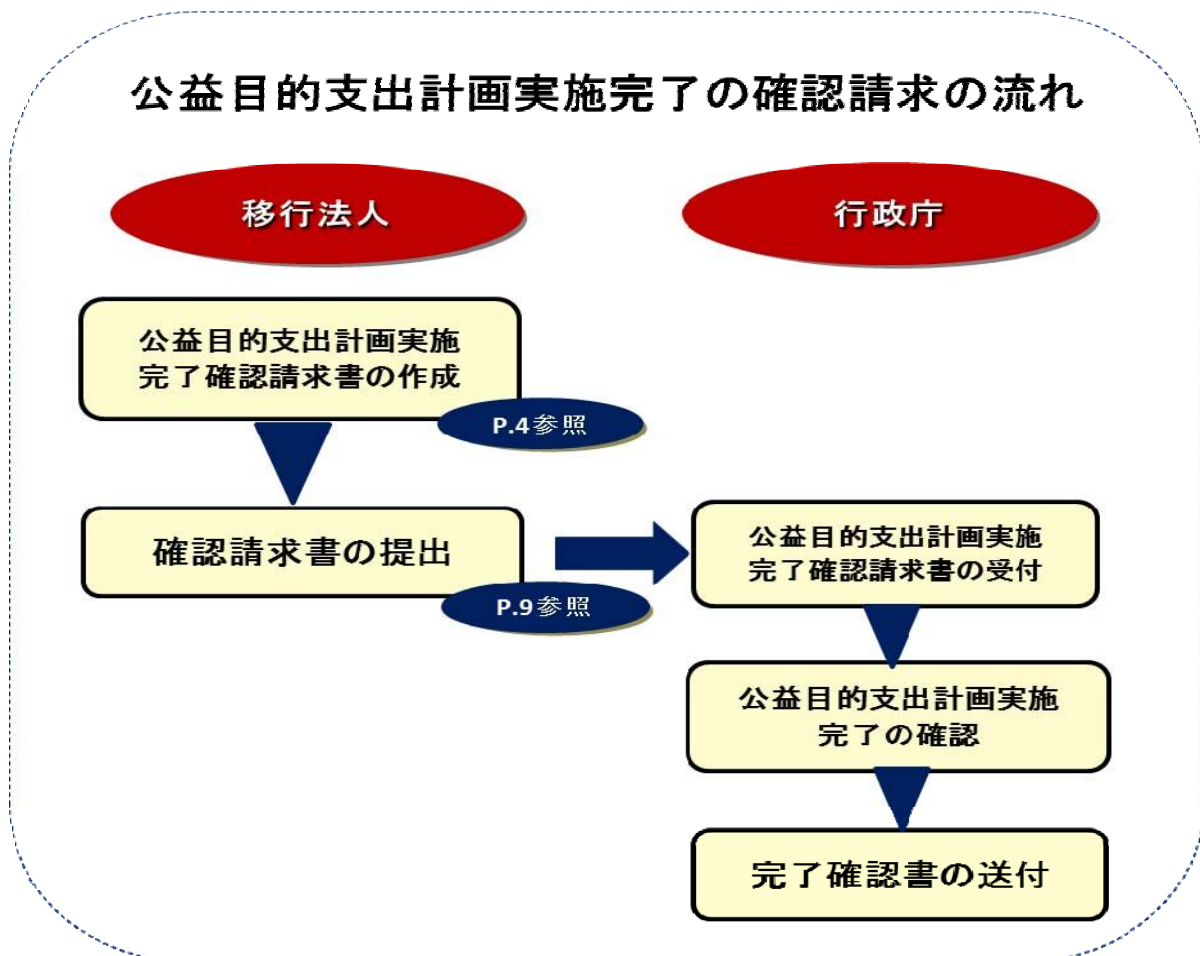 公益目的支出計画実施完了の確認請求の流れ
移行法人
行政庁
公益目的支出計画実施
完了確認請求書の作成
P.4参照
確認請求書の提出
P.9参照
公益目的支出計画実施
完了確認請求書の受付
公益目的支出計画実施
完了の確認
完了確認書の送付